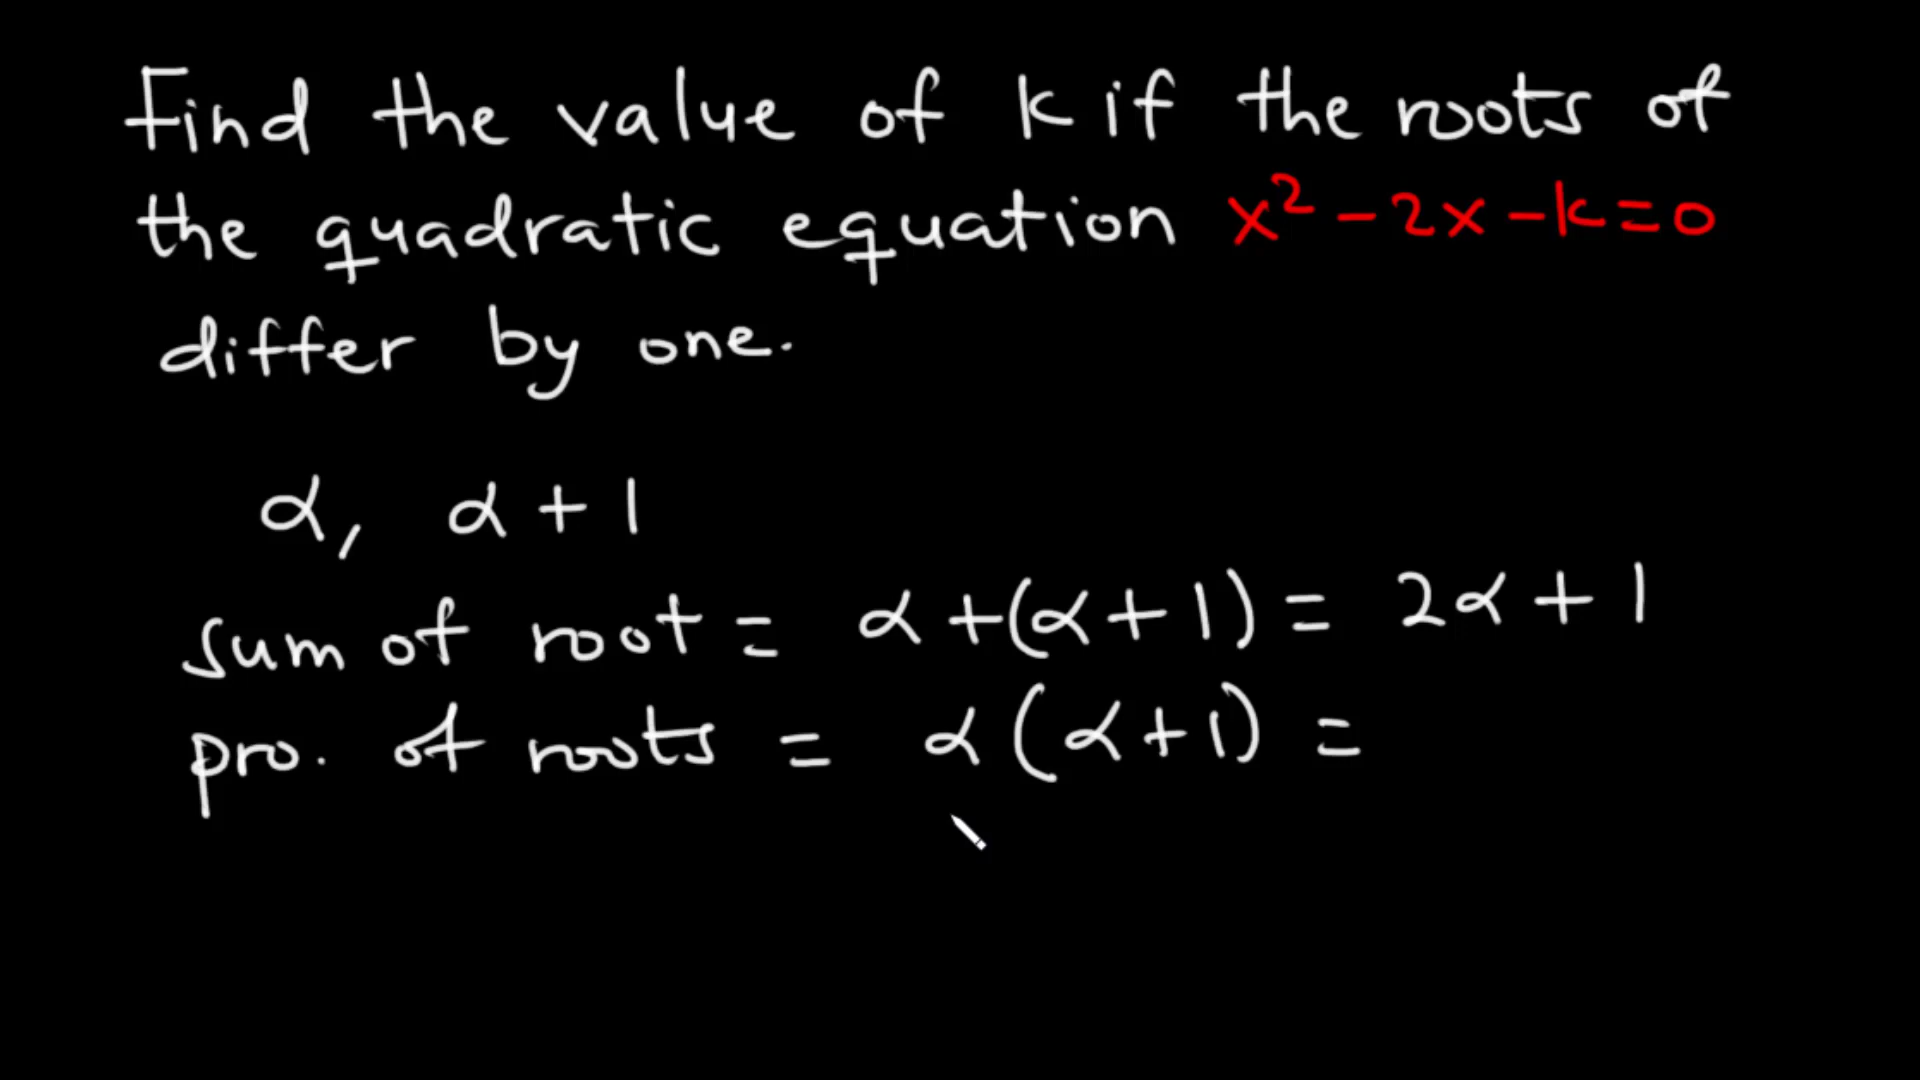 Find the value of k if the roots of
the quadratic equation x² - 2x - k = 0
differ by one.
α, α + 1
sum of root = α + (α + 1) = 2α + 1
pro. of roots = α (α + 1) =